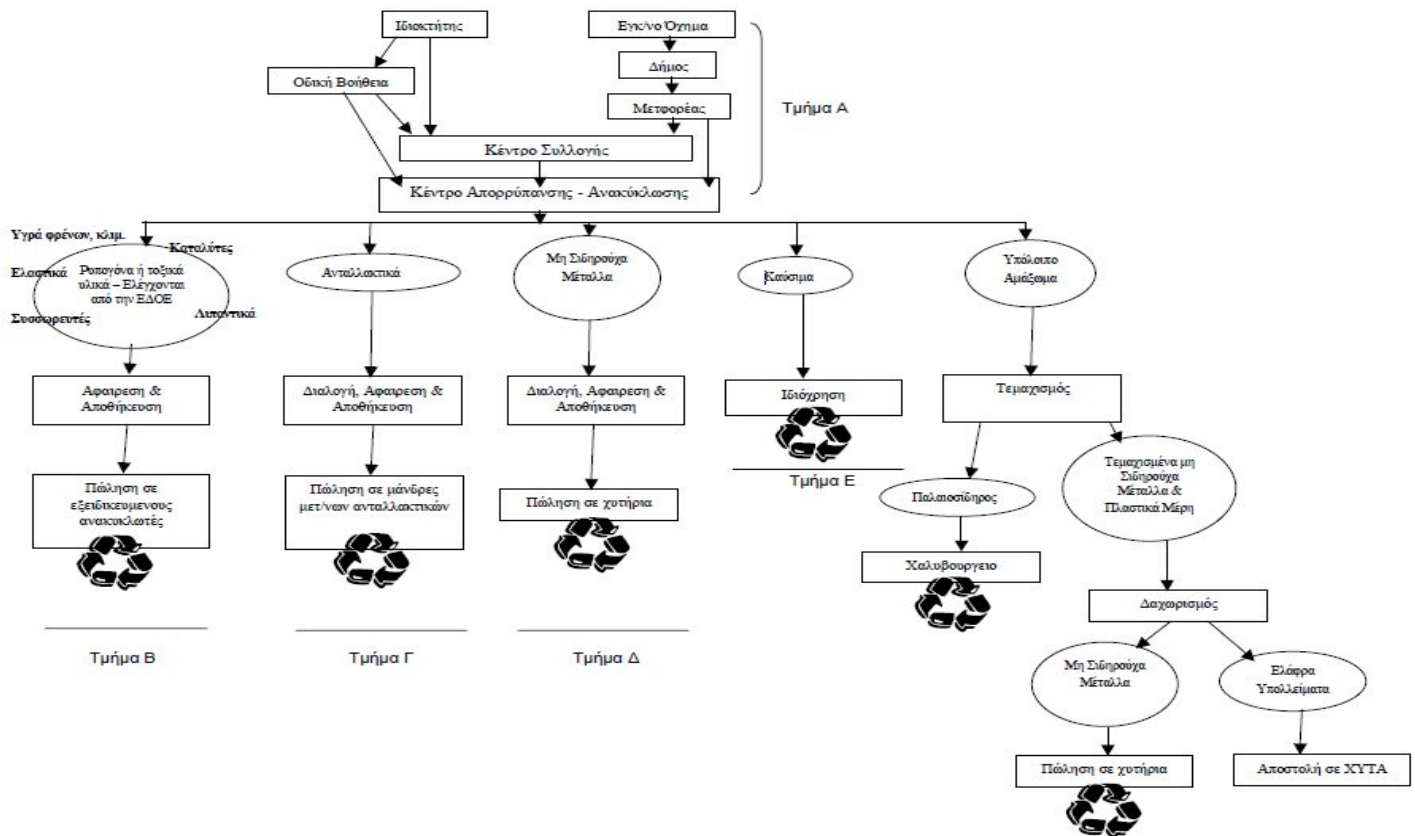 Ιδιοκτήτης
Εγκ/νο Όχημα
Δήμος
Οδική Βοήθεια
Μετφορέας
Τμήμα Α
Κέντρο Συλλογής
Κέντρο Απορρύπανσης - Ανακύκλωσης
Υγρά φρένων, κλιμ.
Καταλύτες
Ελαστικά
Ρυπογόνα ή τοξικά
υλικά – Ελέγχονται
από την ΕΔΟΕ
Συσσωρευτές
Λιπαντικά
Ανταλλακτικά
Μη Σιδηρούχα
Μέταλλα
Καύσιμα
Υπόλοιπο
Αμάξωμα
Αφαιρεση &
Αποθήκευση
Διαλογή, Αφαιρεση &
Αποθήκευση
Διαλογή, Αφαιρεση &
Αποθήκευση
Ιδιόχρηση
Τεμαχισμός
Πώληση σε
εξειδικευμενους
ανακυκλωτές
Πώληση σε μάνδρες
μετ/νων ανταλλακτικών
Πώληση σε χυτήρια
Τμήμα Ε
Παλαιοσίδηρος
Τεμαχισμένα μη
Σιδηρούχα
Μέταλλα &
Πλαστικά Μέρη
Χαλυβουργειο
Δαχωρισμός
Τμήμα Β
Τμήμα Γ
Τμήμα Δ
Μη Σιδηρούχα
Μέταλλα
Ελάφρα
Υπολλείματα
Πώληση σε χυτήρια
Αποστολή σε ΧΥΤΑ